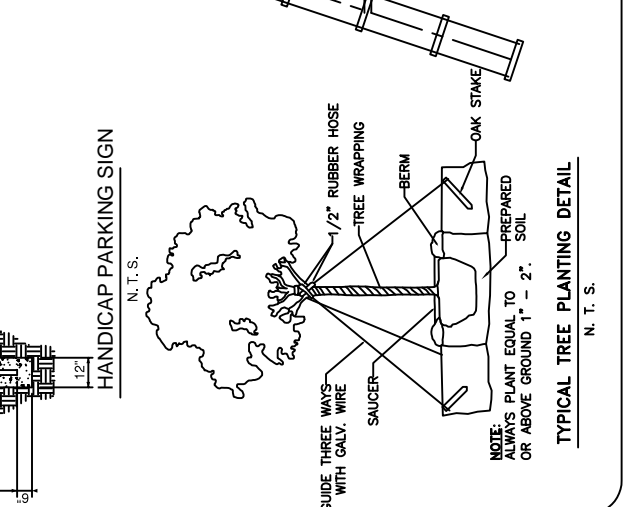 HANDICAP PARKING SIGN
N. T. S.
12"
6"
1/2" RUBBER HOSE
TREE WRAPPING
BERM
OAK STAKE
GUIDE THREE WAYS
WITH GALV. WIRE
SAUCER
PREPARED
SOIL
NOTE:
ALWAYS PLANT EQUAL TO
OR ABOVE GROUND 1" - 2".
TYPICAL TREE PLANTING DETAIL
N. T. S.